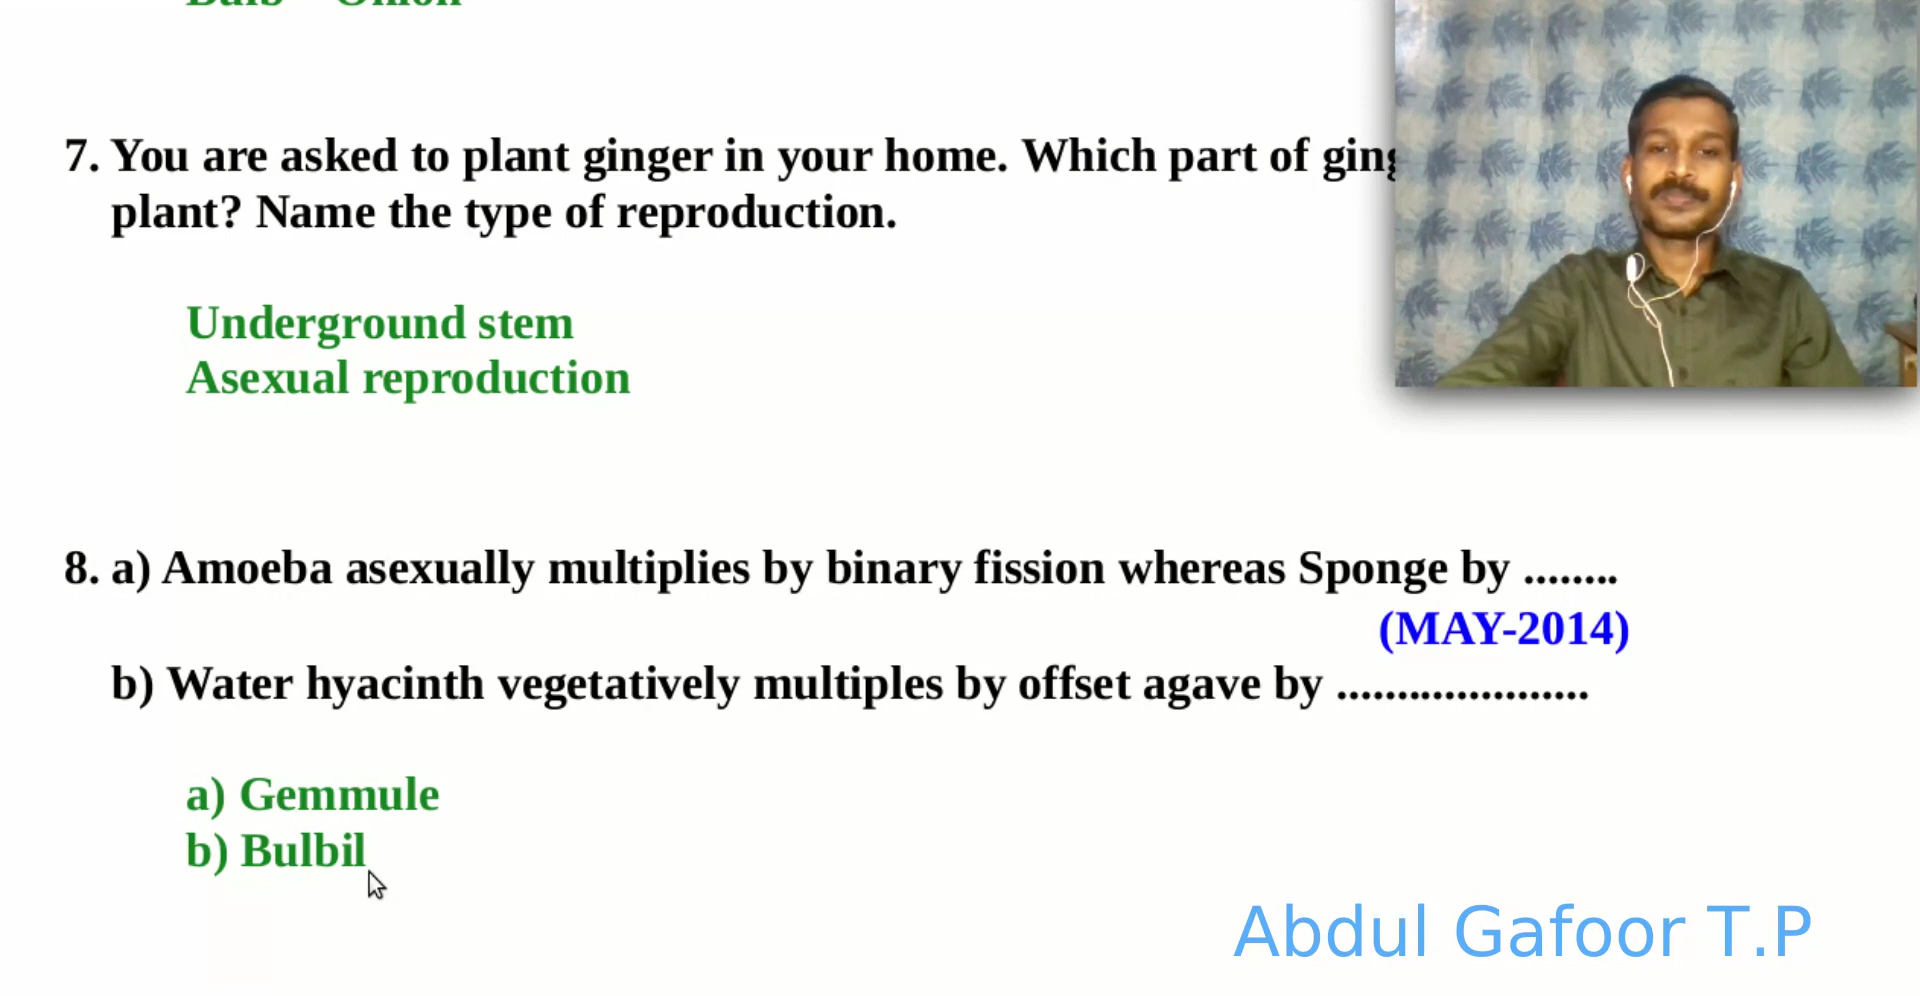 7. You are asked to plant ginger in your home. Which part of
plant? Name the type of reproduction.
Underground stem
Asexual reproduction
8. a) Amoeba asexually multiplies by binary fission whereas Sponge by ........
(MAY-2014)
b) Water hyacinth vegetatively multiples by offset agave by .....................
a) Gemmule
b) Bulbil
Abdul Gafoor T.P